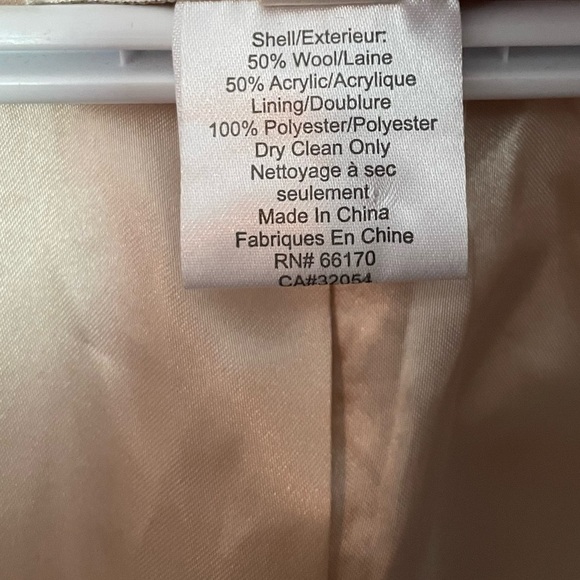 Shell/Exterieur:
50% Wool/Laine
50% Acrylic/Acrylique
Lining/Doublure
100% Polyester/Polyester
Dry Clean Only
Nettoyage à sec
seulement
Made In China
Fabriques En Chine
RN# 66170
CA#32054